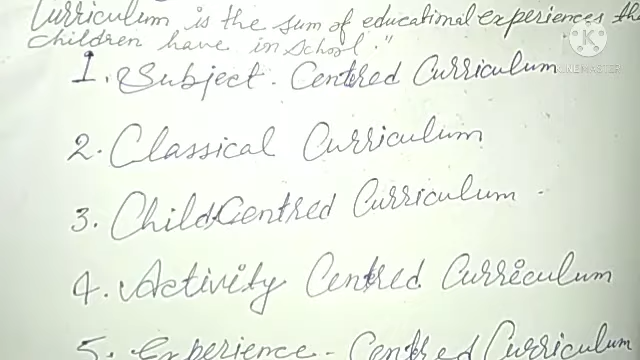 Curriculum is the sum of educational experiences
children have in school."
1. Subject. Centred Curriculum
KINEMASTER
2. Classical Curriculum
3. Child Centred Curriculum
4. Activity Centred Curriculum
5. Experience - Centred Curriculum